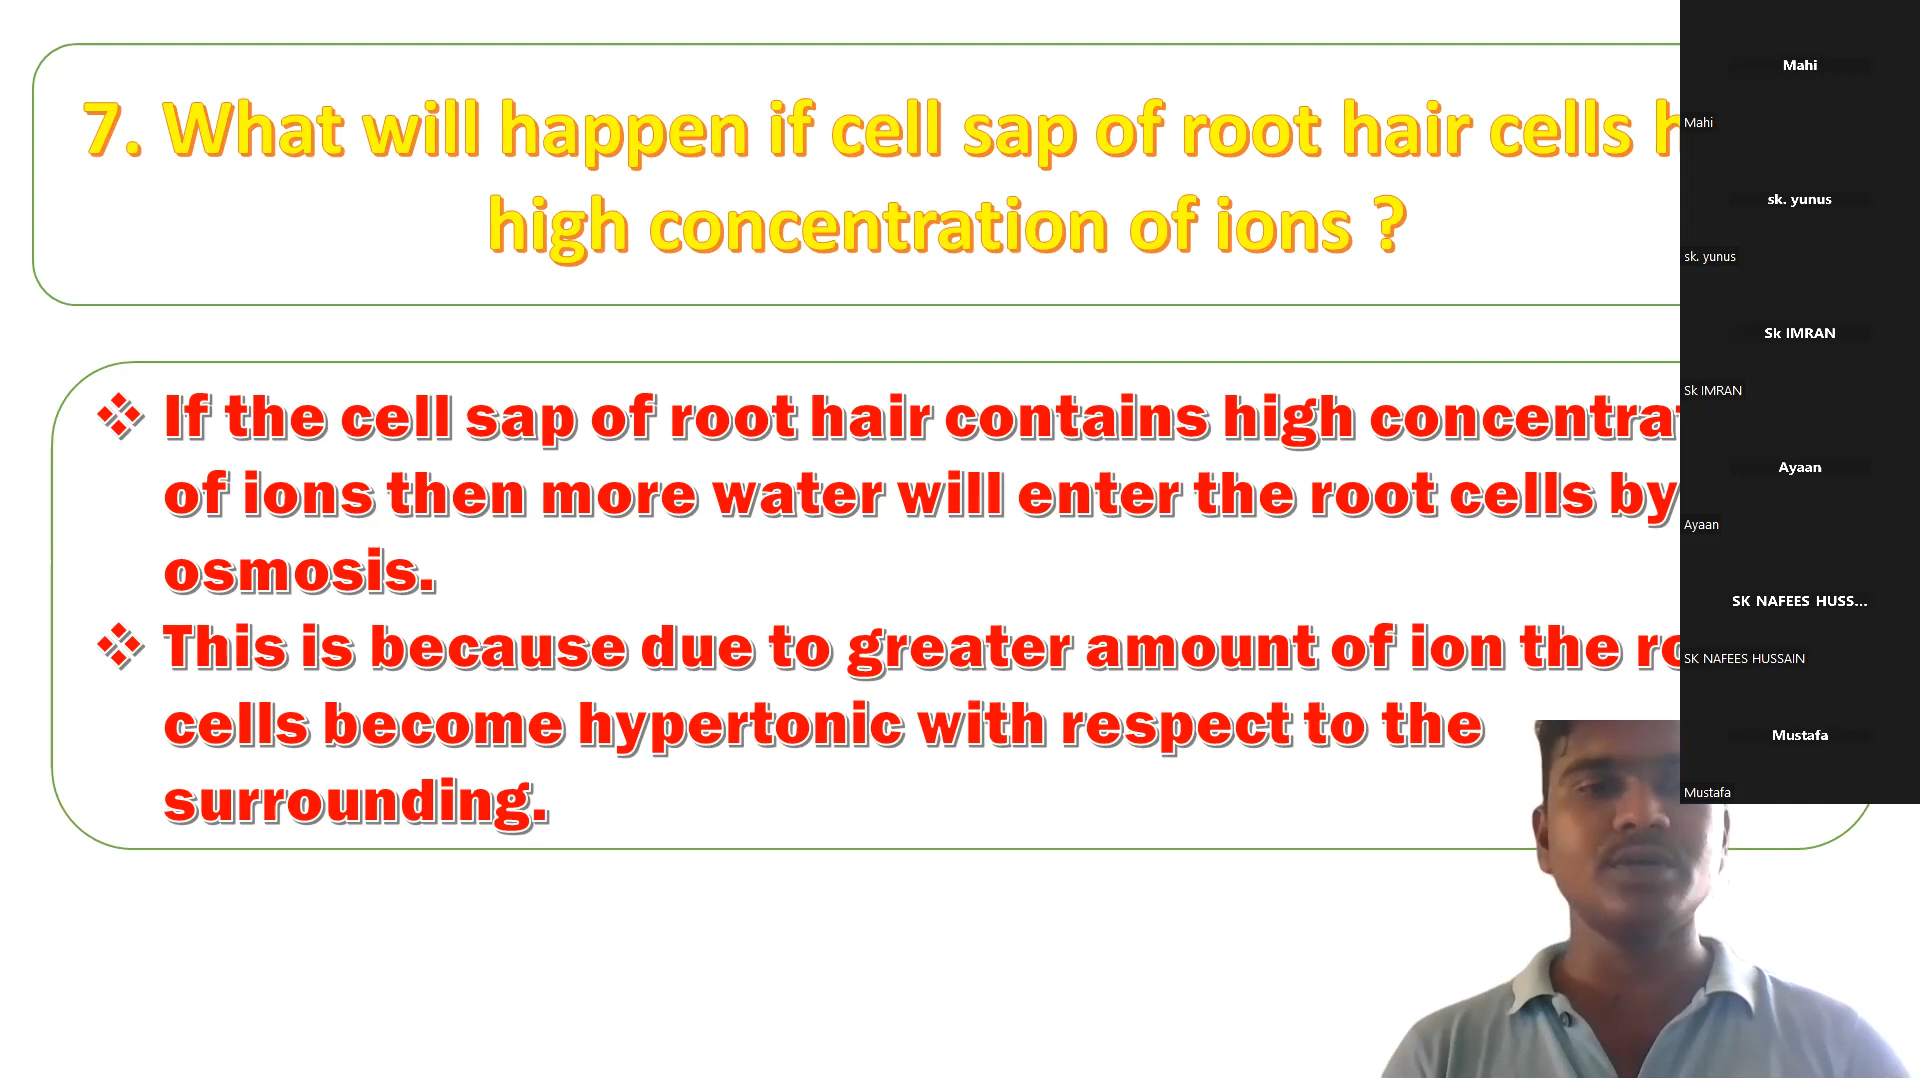 7. What will happen if cell sap of root hair cells
high concentration of ions ?
If the cell sap of root hair contains high
of ions then more water will enter the root cells by
osmosis.
This is because due to greater amount of ion the
cells become hypertonic with respect to the
surrounding.
Mahi
Mahi
sk. yunus
sk. yunus
Sk IMRAN
Sk IMRAN
Ayaan
Ayaan
SK NAFEES HUSS...
SK NAFEES HUSSAIN
Mustafa
Mustafa